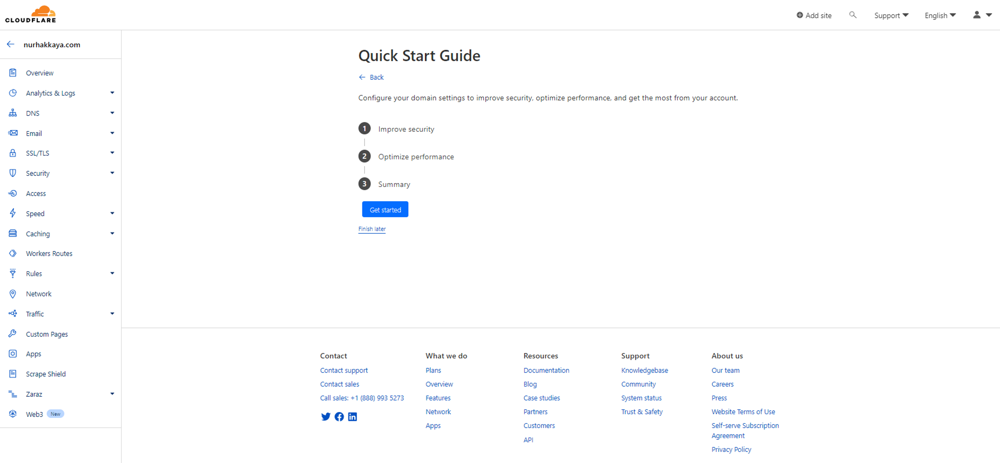 CLOUDFLARE
Add site
Support
English
nurhakkaya.com
Overview
Analytics & Logs
DNS
Email
SSL/TLS
Security
Access
Speed
Caching
Workers Routes
Rules
Network
Traffic
Custom Pages
Apps
Scrape Shield
Zaraz
Web3 New
Quick Start Guide
Back
Configure your domain settings to improve security, optimize performance, and get the most from your account.
1 Improve security
2 Optimize performance
3 Summary
Get started
Finish later
Contact
Contact support
Contact sales
Call sales: +1 (888) 993 5273
What we do
Plans
Overview
Features
Network
Apps
Resources
Documentation
Blog
Case studies
Partners
Customers
API
Support
Knowledgebase
Community
System status
Trust & Safety
About us
Our team
Careers
Press
Website Terms of Use
Self-serve Subscription
Agreement
Privacy Policy